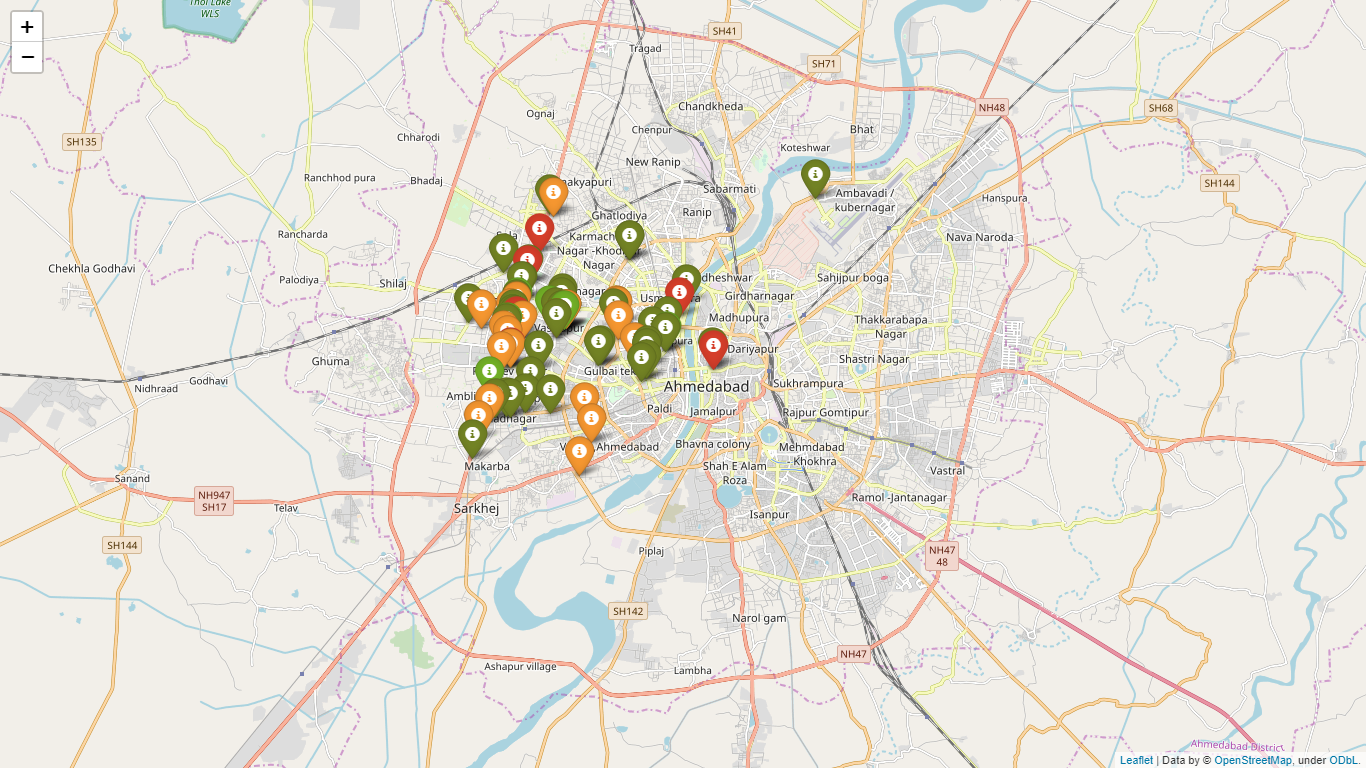 Thol Lake
WLS
+
−
SH41
Tragad
SH71
Chandkheda
NH48
SH68
Ognaj
Chenpur
Bhat
Chharodi
SH135
Koteshwar
New Ranip
Ranchhod pura
Bhadaj
Sabarmati
Ambavadi /
kubernagar
SH144
Hanspura
Ghatlodiya
Ranip
Rancharda
Nagar -Khodi
Nagar
Nava Naroda
Chekhla Godhavi
Palodiya
Shilaj
Sahijpur boga
Girdharnagar
Madhupura
Thakkarabapa
Nagar
Dariyapur
Shastri Nagar
Ghuma
Gulbai tek
Sukhrampura
Nidhraad
Godhavi
Ahmedabad
Paldi
Jamalpur
Rajpur Gomtipur
Ahmedabad
Bhavna colony
Mehmdabad
Khokhra
Makarba
Shah E Alam
Roza
Vastral
Sanand
NH947
SH17
Telav
Sarkhej
Ramol -Jantanagar
Isanpur
SH144
Piplaj
NH47
48
SH142
Narol gam
NH47
Ashapur village
Lambha
Ahmedabad District
Leaflet | Data by © OpenStreetMap, under ODbL.